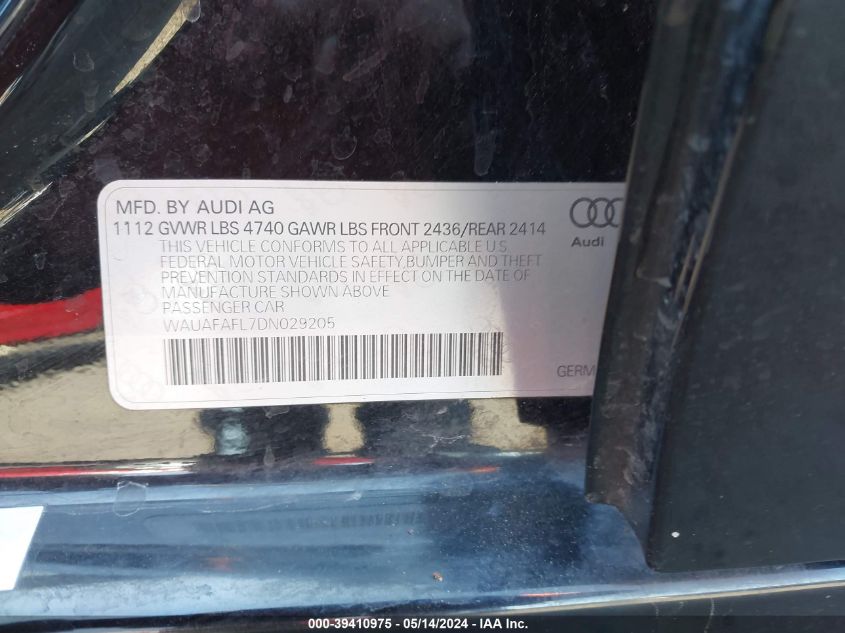 MFD. BY AUDI AG
1112 GVWR LBS 4740 GAWR LBS FRONT 2436/REAR 2414
THIS VEHICLE CONFORMS TO ALL APPLICABLE U.S.
FEDERAL MOTOR VEHICLE SAFETY,BUMPER AND THEFT
PREVENTION STANDARDS IN EFFECT ON THE DATE OF
MANUFACTURE SHOWN ABOVE
PASSENGER CAR
WAUAFAFL7DN029205
Audi
GERM
000-39410975 - 05/14/2024 - IAA Inc.